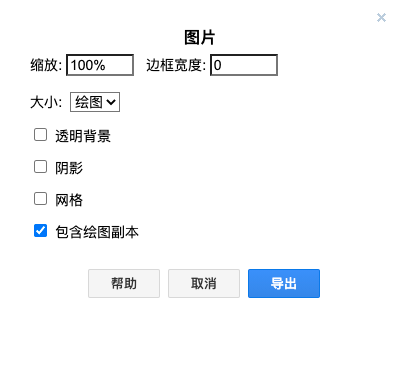 图片
缩放: 100% 边框宽度: 0
大小: 绘图
透明背景
阴影
网格
包含绘图副本
帮助 取消 导出